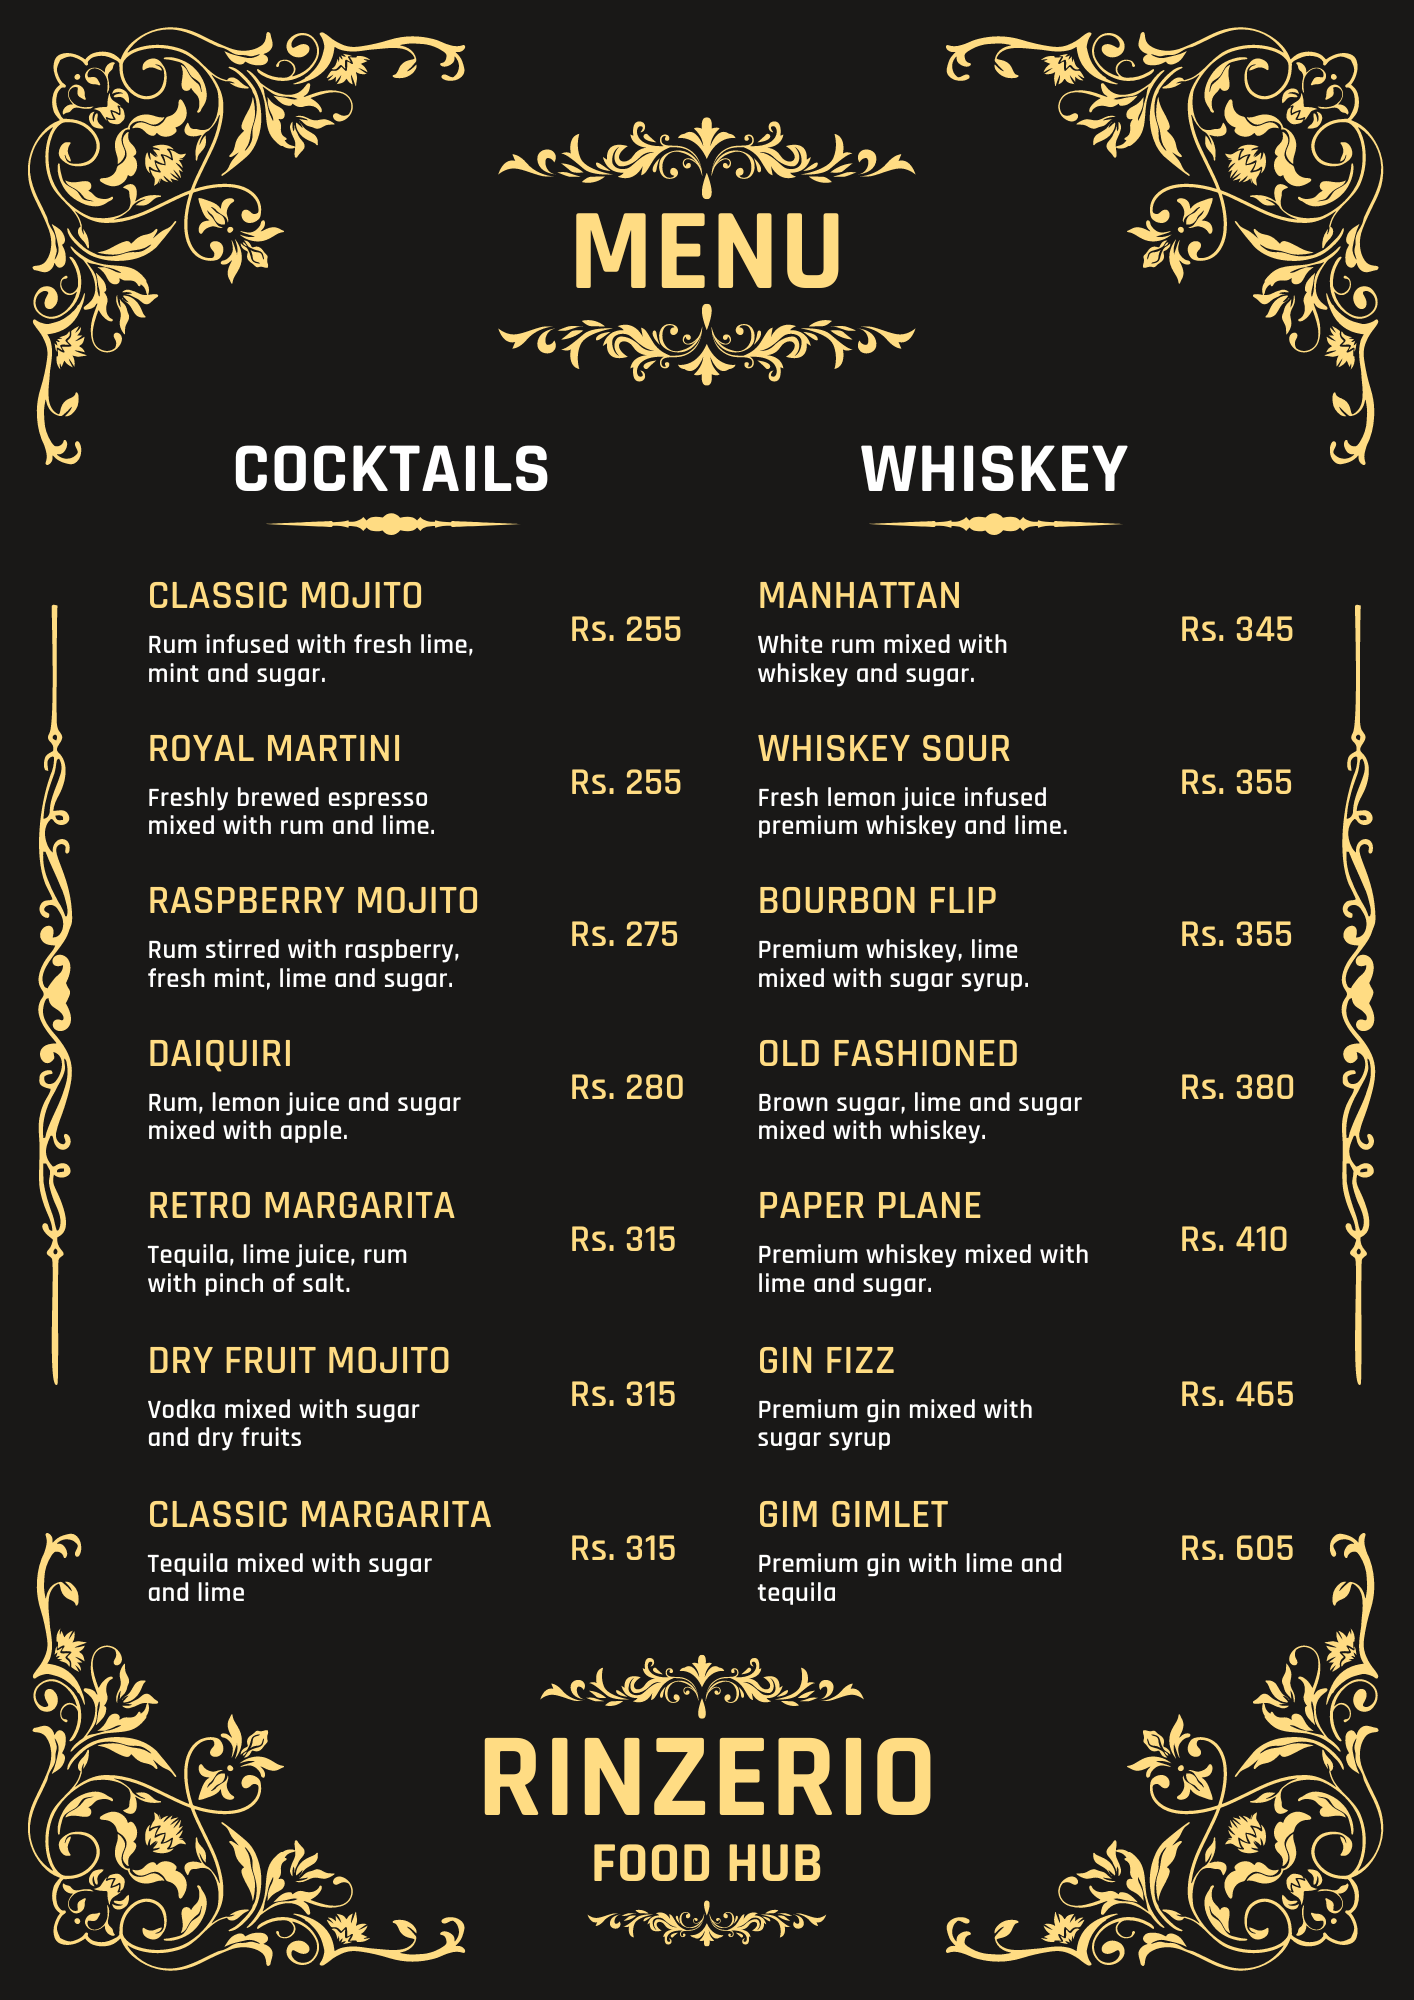 MENU
COCKTAILS
CLASSIC MOJITO
Rum infused with fresh lime,
mint and sugar.
Rs. 255
ROYAL MARTINI
Freshly brewed espresso
mixed with rum and lime.
Rs. 255
RASPBERRY MOJITO
Rum stirred with raspberry,
fresh mint, lime and sugar.
Rs. 275
DAIQUIRI
Rum, lemon juice and sugar
mixed with apple.
Rs. 280
RETRO MARGARITA
Tequila, lime juice, rum
with pinch of salt.
Rs. 315
DRY FRUIT MOJITO
Vodka mixed with sugar
and dry fruits
Rs. 315
CLASSIC MARGARITA
Tequila mixed with sugar
and lime
Rs. 315
WHISKEY
MANHATTAN
White rum mixed with
whiskey and sugar.
Rs. 345
WHISKEY SOUR
Fresh lemon juice infused
premium whiskey and lime.
Rs. 355
BOURBON FLIP
Premium whiskey, lime
mixed with sugar syrup.
Rs. 355
OLD FASHIONED
Brown sugar, lime and sugar
mixed with whiskey.
Rs. 380
PAPER PLANE
Premium whiskey mixed with
lime and sugar.
Rs. 410
GIN FIZZ
Premium gin mixed with
sugar syrup
Rs. 465
GIM GIMLET
Premium gin with lime and
tequila
Rs. 605
RINZERIO
FOOD HUB